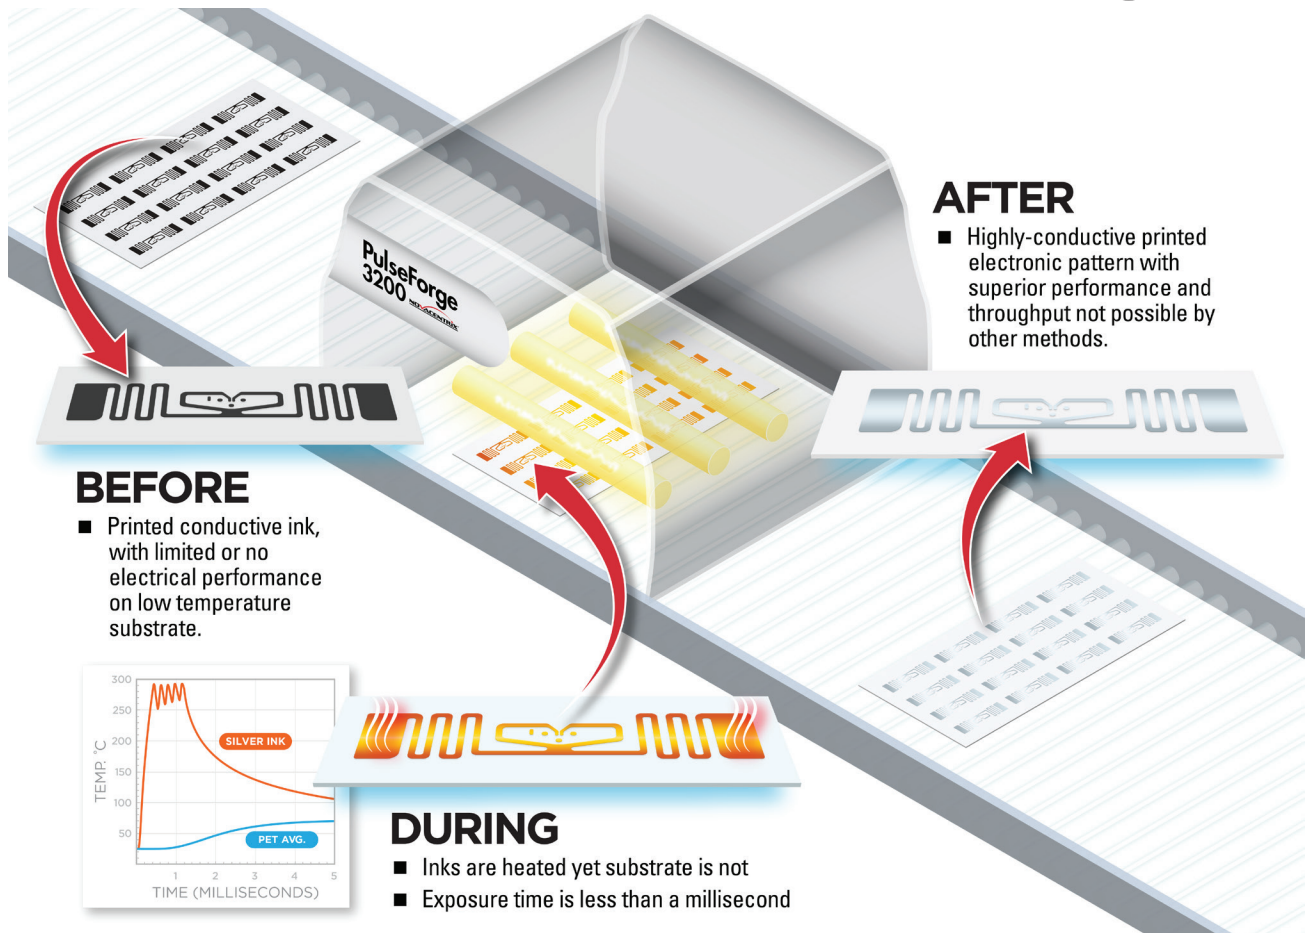 PulseForge
3200 NOVACENTRIX
BEFORE
■ Printed conductive ink,
with limited or no
electrical performance
on low temperature
substrate.
AFTER
■ Highly-conductive printed
electronic pattern with
superior performance and
throughput not possible by
other methods.
300
250
200
150
100
50
TEMP. °C
SILVER INK
PET AVG.
1 2 3 4 5
TIME (MILLISECONDS)
DURING
■ Inks are heated yet substrate is not
■ Exposure time is less than a millisecond